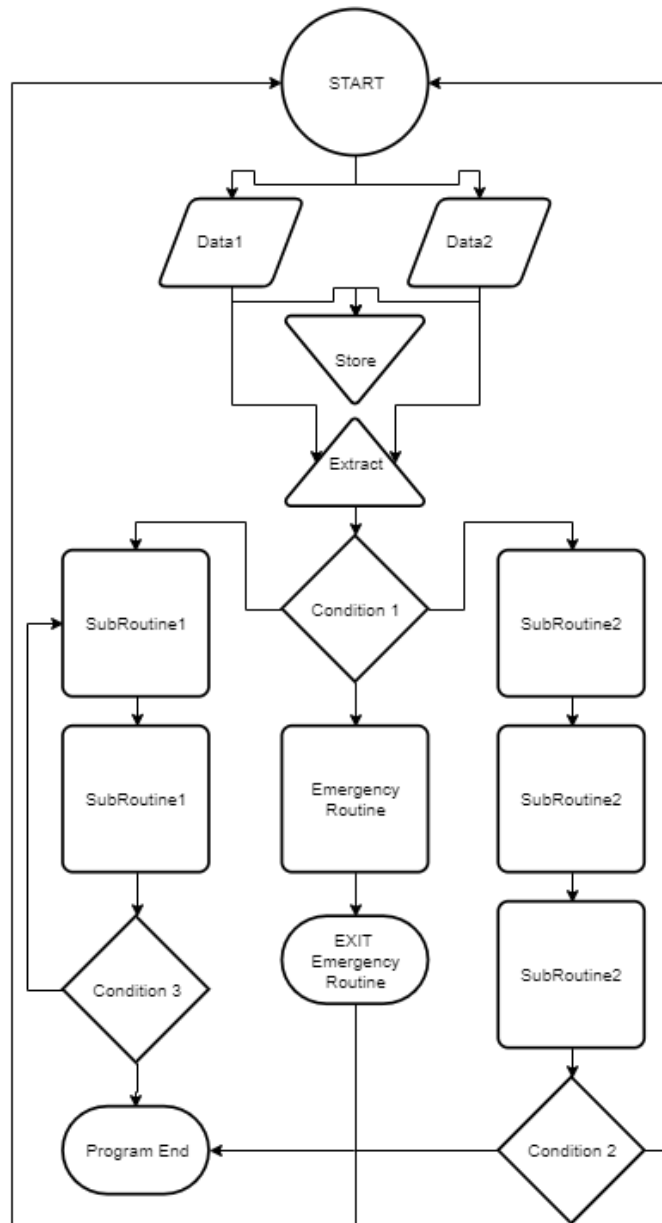 START
Data1
Data2
Store
Extract
SubRoutine1
Condition 1
SubRoutine2
SubRoutine1
Emergency
Routine
SubRoutine2
Condition 3
EXIT
Emergency
Routine
SubRoutine2
Program End
Condition 2